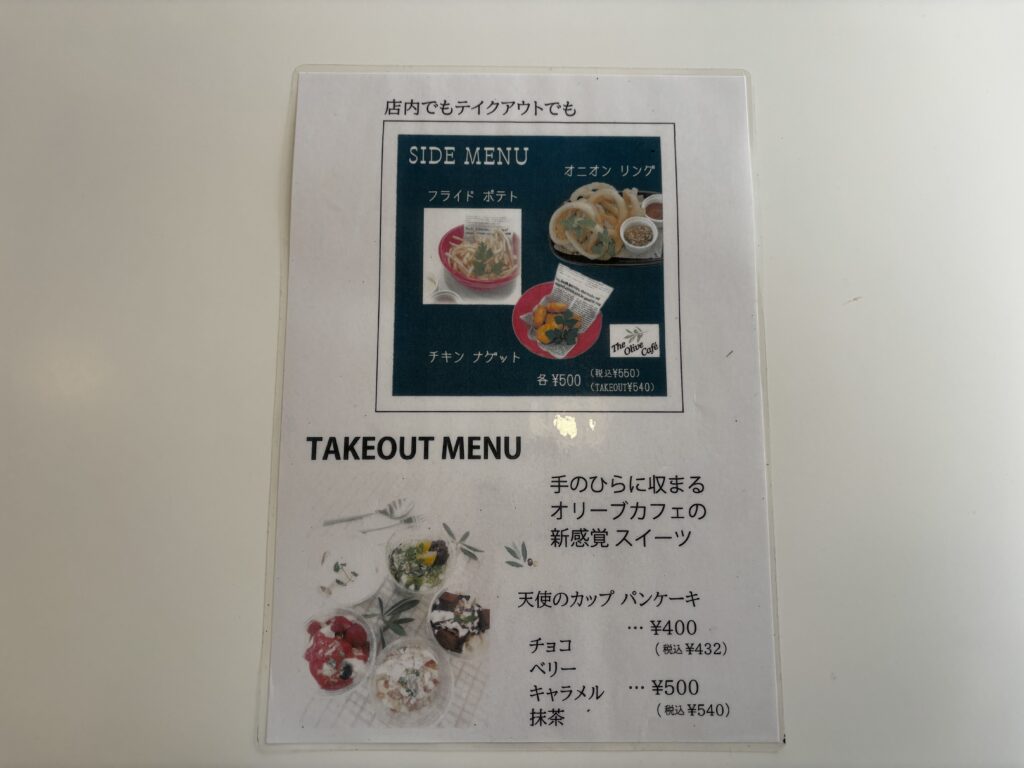 店内でもテイクアウトでも
SIDE MENU
オニオン リング
フライド ポテト
チキン ナゲット
The Olive Café
各 ¥500
(税込¥550)
(TAKEOUT¥540)
TAKEOUT MENU
手のひらに収まる
オリーブカフェの
新感覚 スイーツ
天使のカップ パンケーキ
… ¥400
(税込 ¥432)
チョコ
ベリー
キャラメル
抹茶
… ¥500
(税込 ¥540)